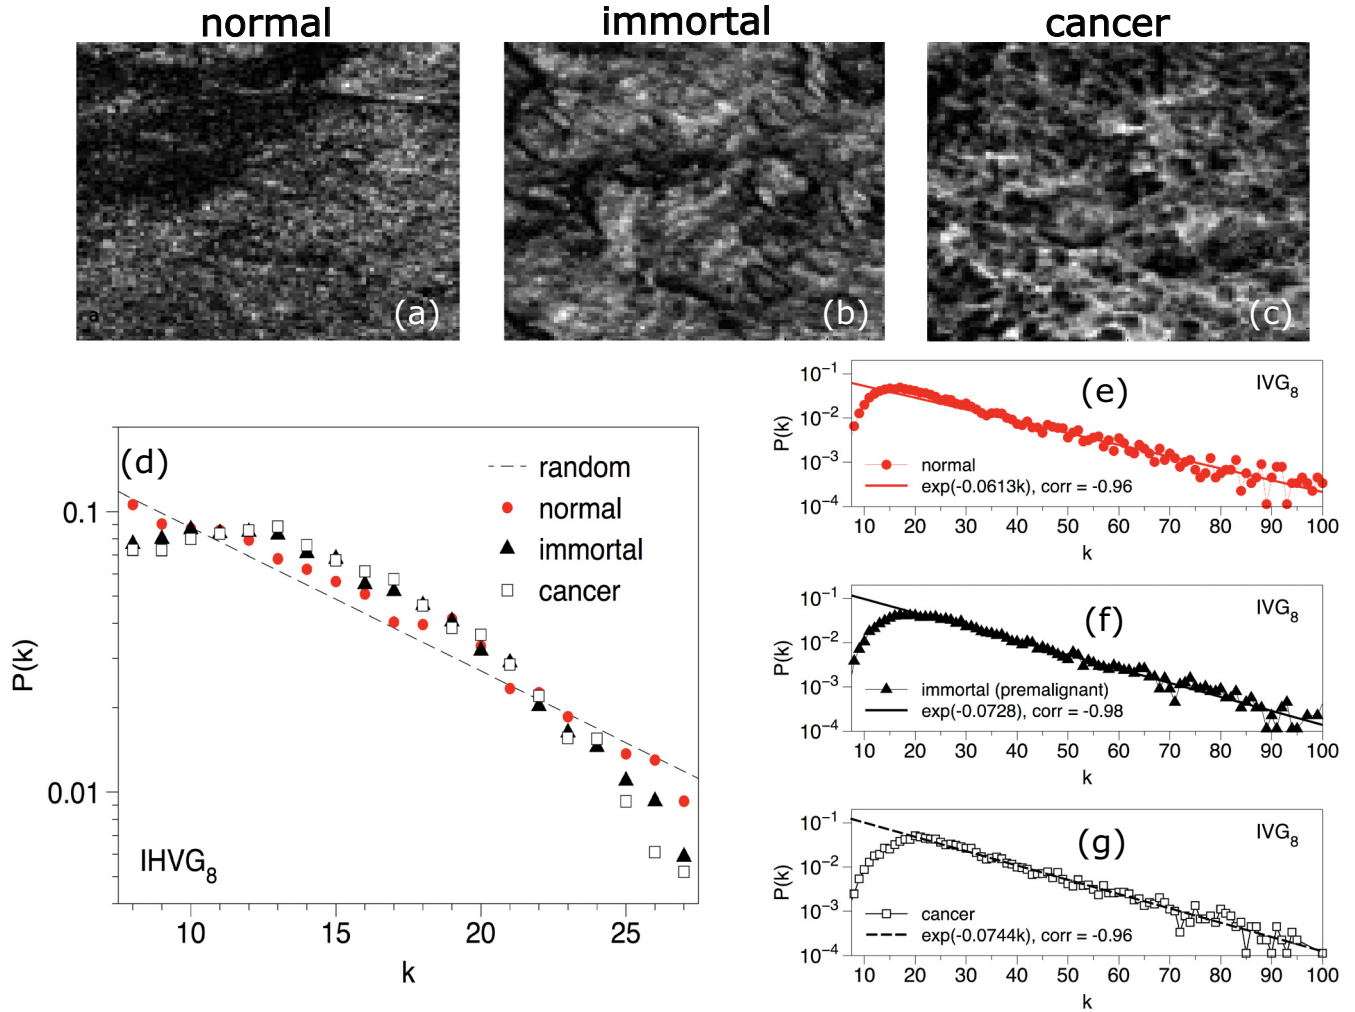 normal
immortal
cancer
a
(a)
(b)
(c)
(d)
random
normal
immortal
cancer
0.1
0.01
P(k)
IHVG8
10
15
20
25
k
(e)
IVG8
10^-1
10^-2
10^-3
10^-4
P(k)
normal
exp(-0.0613k), corr = -0.96
10 20 30 40 50 60 70 80 90 100
k
(f)
IVG8
10^-1
10^-2
10^-3
10^-4
P(k)
immortal (premalignant)
exp(-0.0728), corr = -0.98
10 20 30 40 50 60 70 80 90 100
k
(g)
IVG8
10^-1
10^-2
10^-3
10^-4
P(k)
cancer
exp(-0.0744k), corr = -0.96
10 20 30 40 50 60 70 80 90 100
k